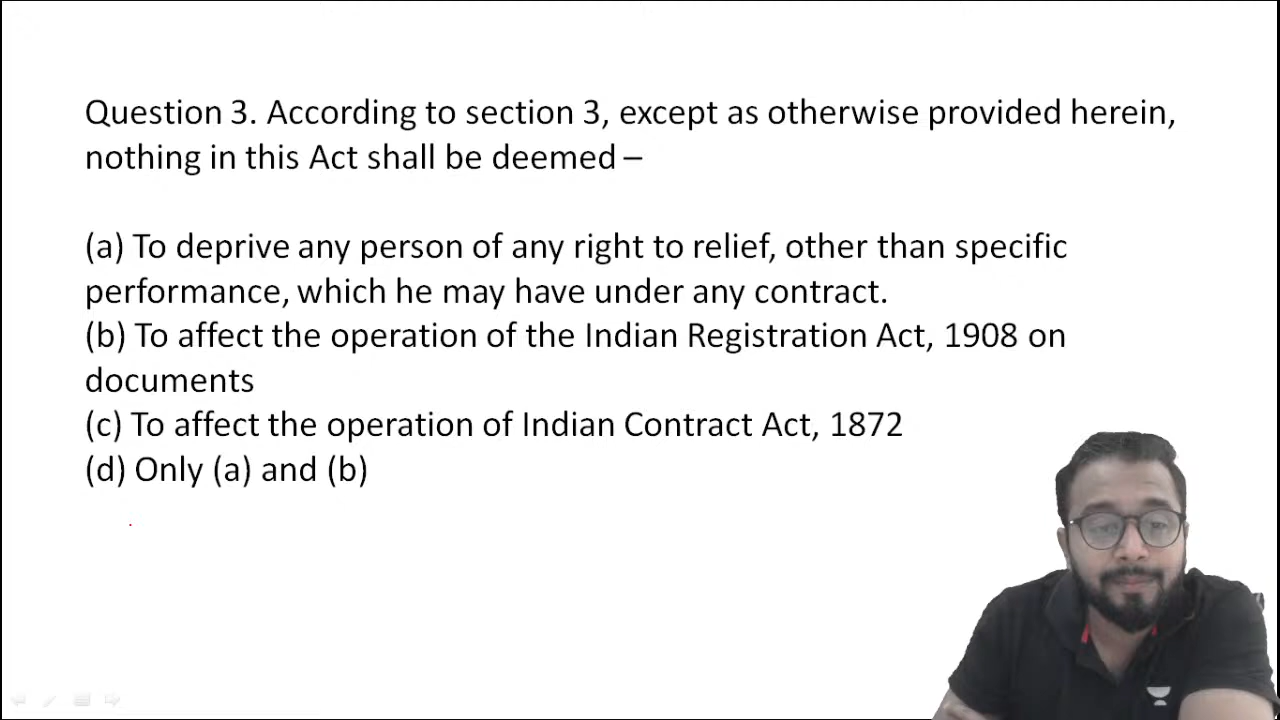 Question 3. According to section 3, except as otherwise provided herein,
nothing in this Act shall be deemed –
(a) To deprive any person of any right to relief, other than specific
performance, which he may have under any contract.
(b) To affect the operation of the Indian Registration Act, 1908 on
documents
(c) To affect the operation of Indian Contract Act, 1872
(d) Only (a) and (b)